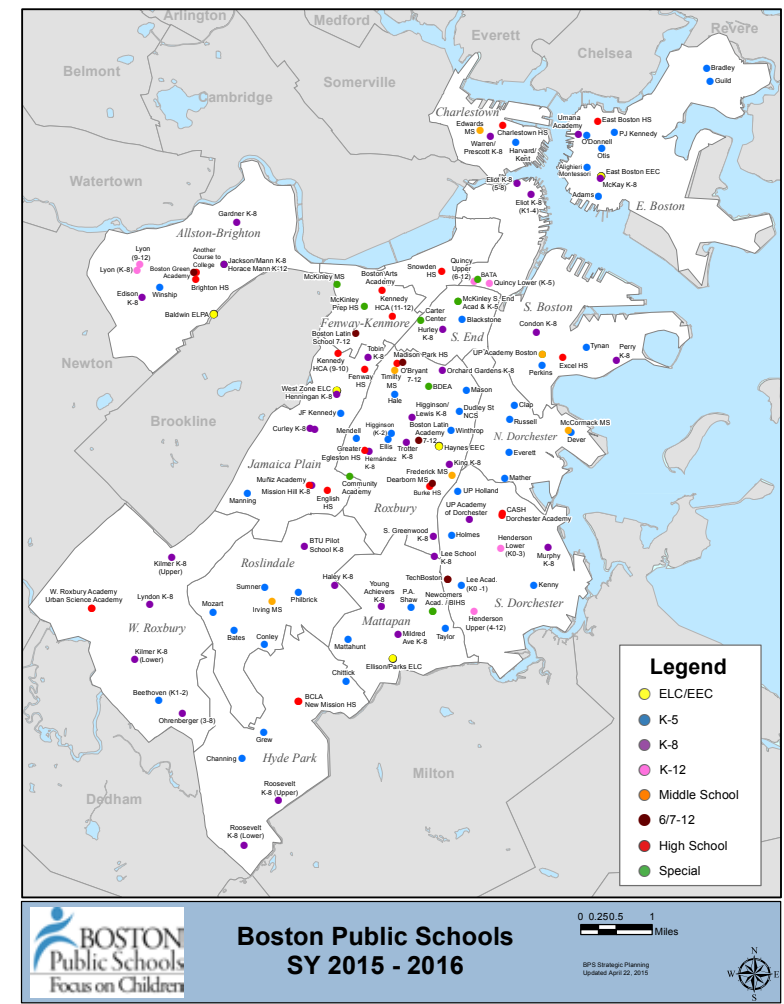 Arlington
Medford
Everett
Revere
Belmont
Chelsea
Somerville
Cambridge
Watertown
Newton
Brookline
Dedham
Milton
Charlestown
Edwards
MS
Warren/
Prescott K-8
Charlestown HS
Harvard/
Kent
Bradley
Guild
Umana
Academy
East Boston HS
PJ Kennedy
O'Donnell
Otis
Alighieri
Montessori
East Boston EEC
McKay K-8
Adams
E. Boston
Eliot K-8
(5-8)
Eliot K-8
(K1-4)
Gardner K-8
Allston-Brighton
Lyon
(9-12)
Lyon (K-8)
Another
Course to
College
Boston Green
Academy
Jackson/Mann K-8
Horace Mann K-12
Brighton HS
Edison
K-8
Winship
Baldwin ELPA
McKinley MS
Boston Arts
Academy
Snowden
HS
Quincy
Upper
(6-12)
BATA
Quincy Lower (K-5)
McKinley
Prep HS
Kennedy
HCA (11-12)
McKinley S. End
Acad & K-5
Carter
Center
Blackstone
Fenway-Kenmore
Hurley
K-8
S. End
S. Boston
Condon K-8
Boston Latin
School 7-12
Kennedy
HCA (9-10)
Tobin
K-8
Fenway
HS
Madison Park HS
O'Bryant
7-12
Timilty
MS
Hale
Orchard Gardens K-8
BDEA
Mason
UP Academy Boston
Perkins
Excel HS
Tynan
Perry
K-8
West Zone ELC
Hennigan K-8
JF Kennedy
Curley K-8
Mendell
Higginson
(K-2)
Ellis
Higginson/
Lewis K-8
Boston Latin
Academy
7-12
Trotter
K-8
Dudley St
NCS
Winthrop
Haynes EEC
Clap
Russell
N. Dorchester
McCormack MS
Dever
Everett
Greater
Egleston HS
Hernández
K-8
King K-8
Jamaica Plain
Muñiz Academy
Mission Hill K-8
English
HS
Community
Academy
Manning
Frederick MS
Dearborn MS
Burke HS
Mather
UP Holland
Roxbury
UP Academy
of Dorchester
CASH
Dorchester Academy
BTU Pilot
School K-8
S. Greenwood
K-8
Holmes
Henderson
Lower
(K0-3)
Murphy
K-8
Kilmer K-8
(Upper)
Roslindale
Lee School
K-8
W. Roxbury Academy
Urban Science Academy
Lyndon K-8
Sumner
Irving MS
Philbrick
Haley K-8
Young
Achievers
K-8
P.A.
Shaw
TechBoston
Lee Acad.
(K0 -1)
Newcomers
Acad. / BIHS
Kenny
S. Dorchester
Mozart
W. Roxbury
Bates
Conley
Mattapan
Henderson
Upper (4-12)
Mildred
Ave K-8
Taylor
Mattahunt
Kilmer K-8
(Lower)
Ellison/Parks ELC
Chittick
Beethoven (K1-2)
Ohrenberger (3-8)
BCLA
New Mission HS
Grew
Channing
Hyde Park
Roosevelt
K-8 (Upper)
Roosevelt
K-8 (Lower)
Legend
ELC/EEC
K-5
K-8
K-12
Middle School
6/7-12
High School
Special
BOSTON
Public Schools
Focus on Children
Boston Public Schools
SY 2015 - 2016
0 0.25 0.5 1
Miles
BPS Strategic Planning
Updated April 22, 2015
N
W
E
S